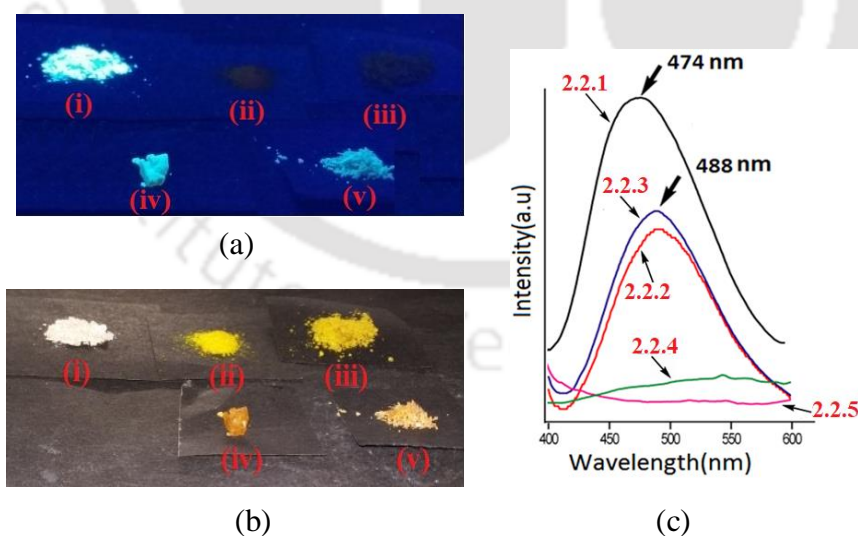 (i)
(ii)
(iii)
(iv)
(v)
(a)
(i)
(ii)
(iii)
(iv)
(v)
(b)
474 nm
2.2.1
488 nm
2.2.3
2.2.2
2.2.4
2.2.5
Intensity(a.u)
400
450
500
550
600
Wavelength(nm)
(c)